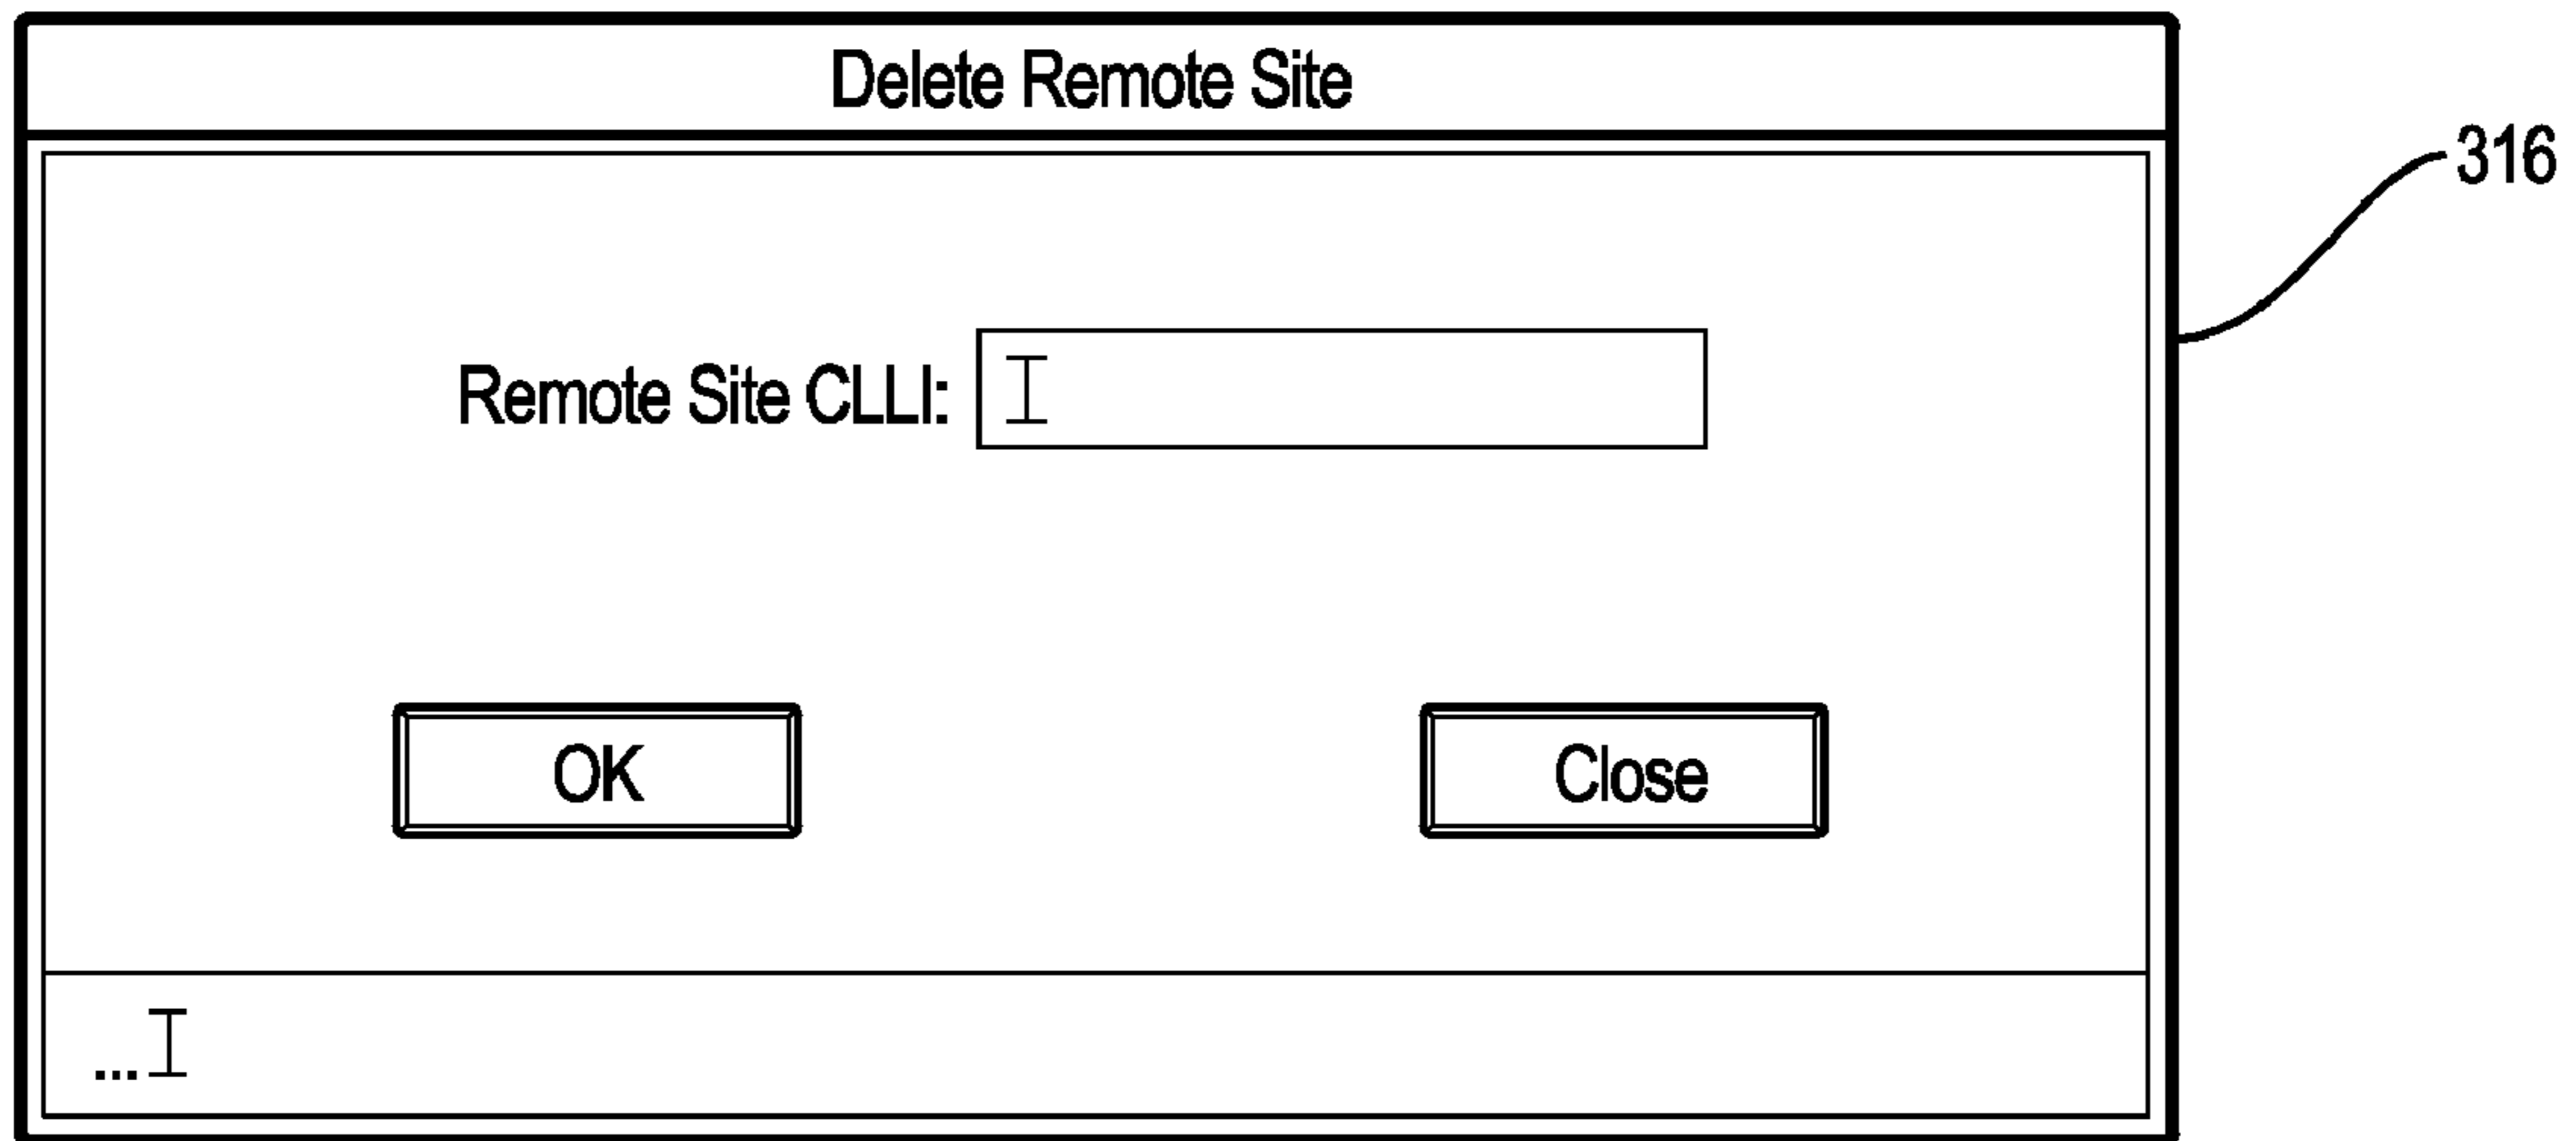 Delete Remote Site
316
Remote Site CLLI:
OK
Close
...